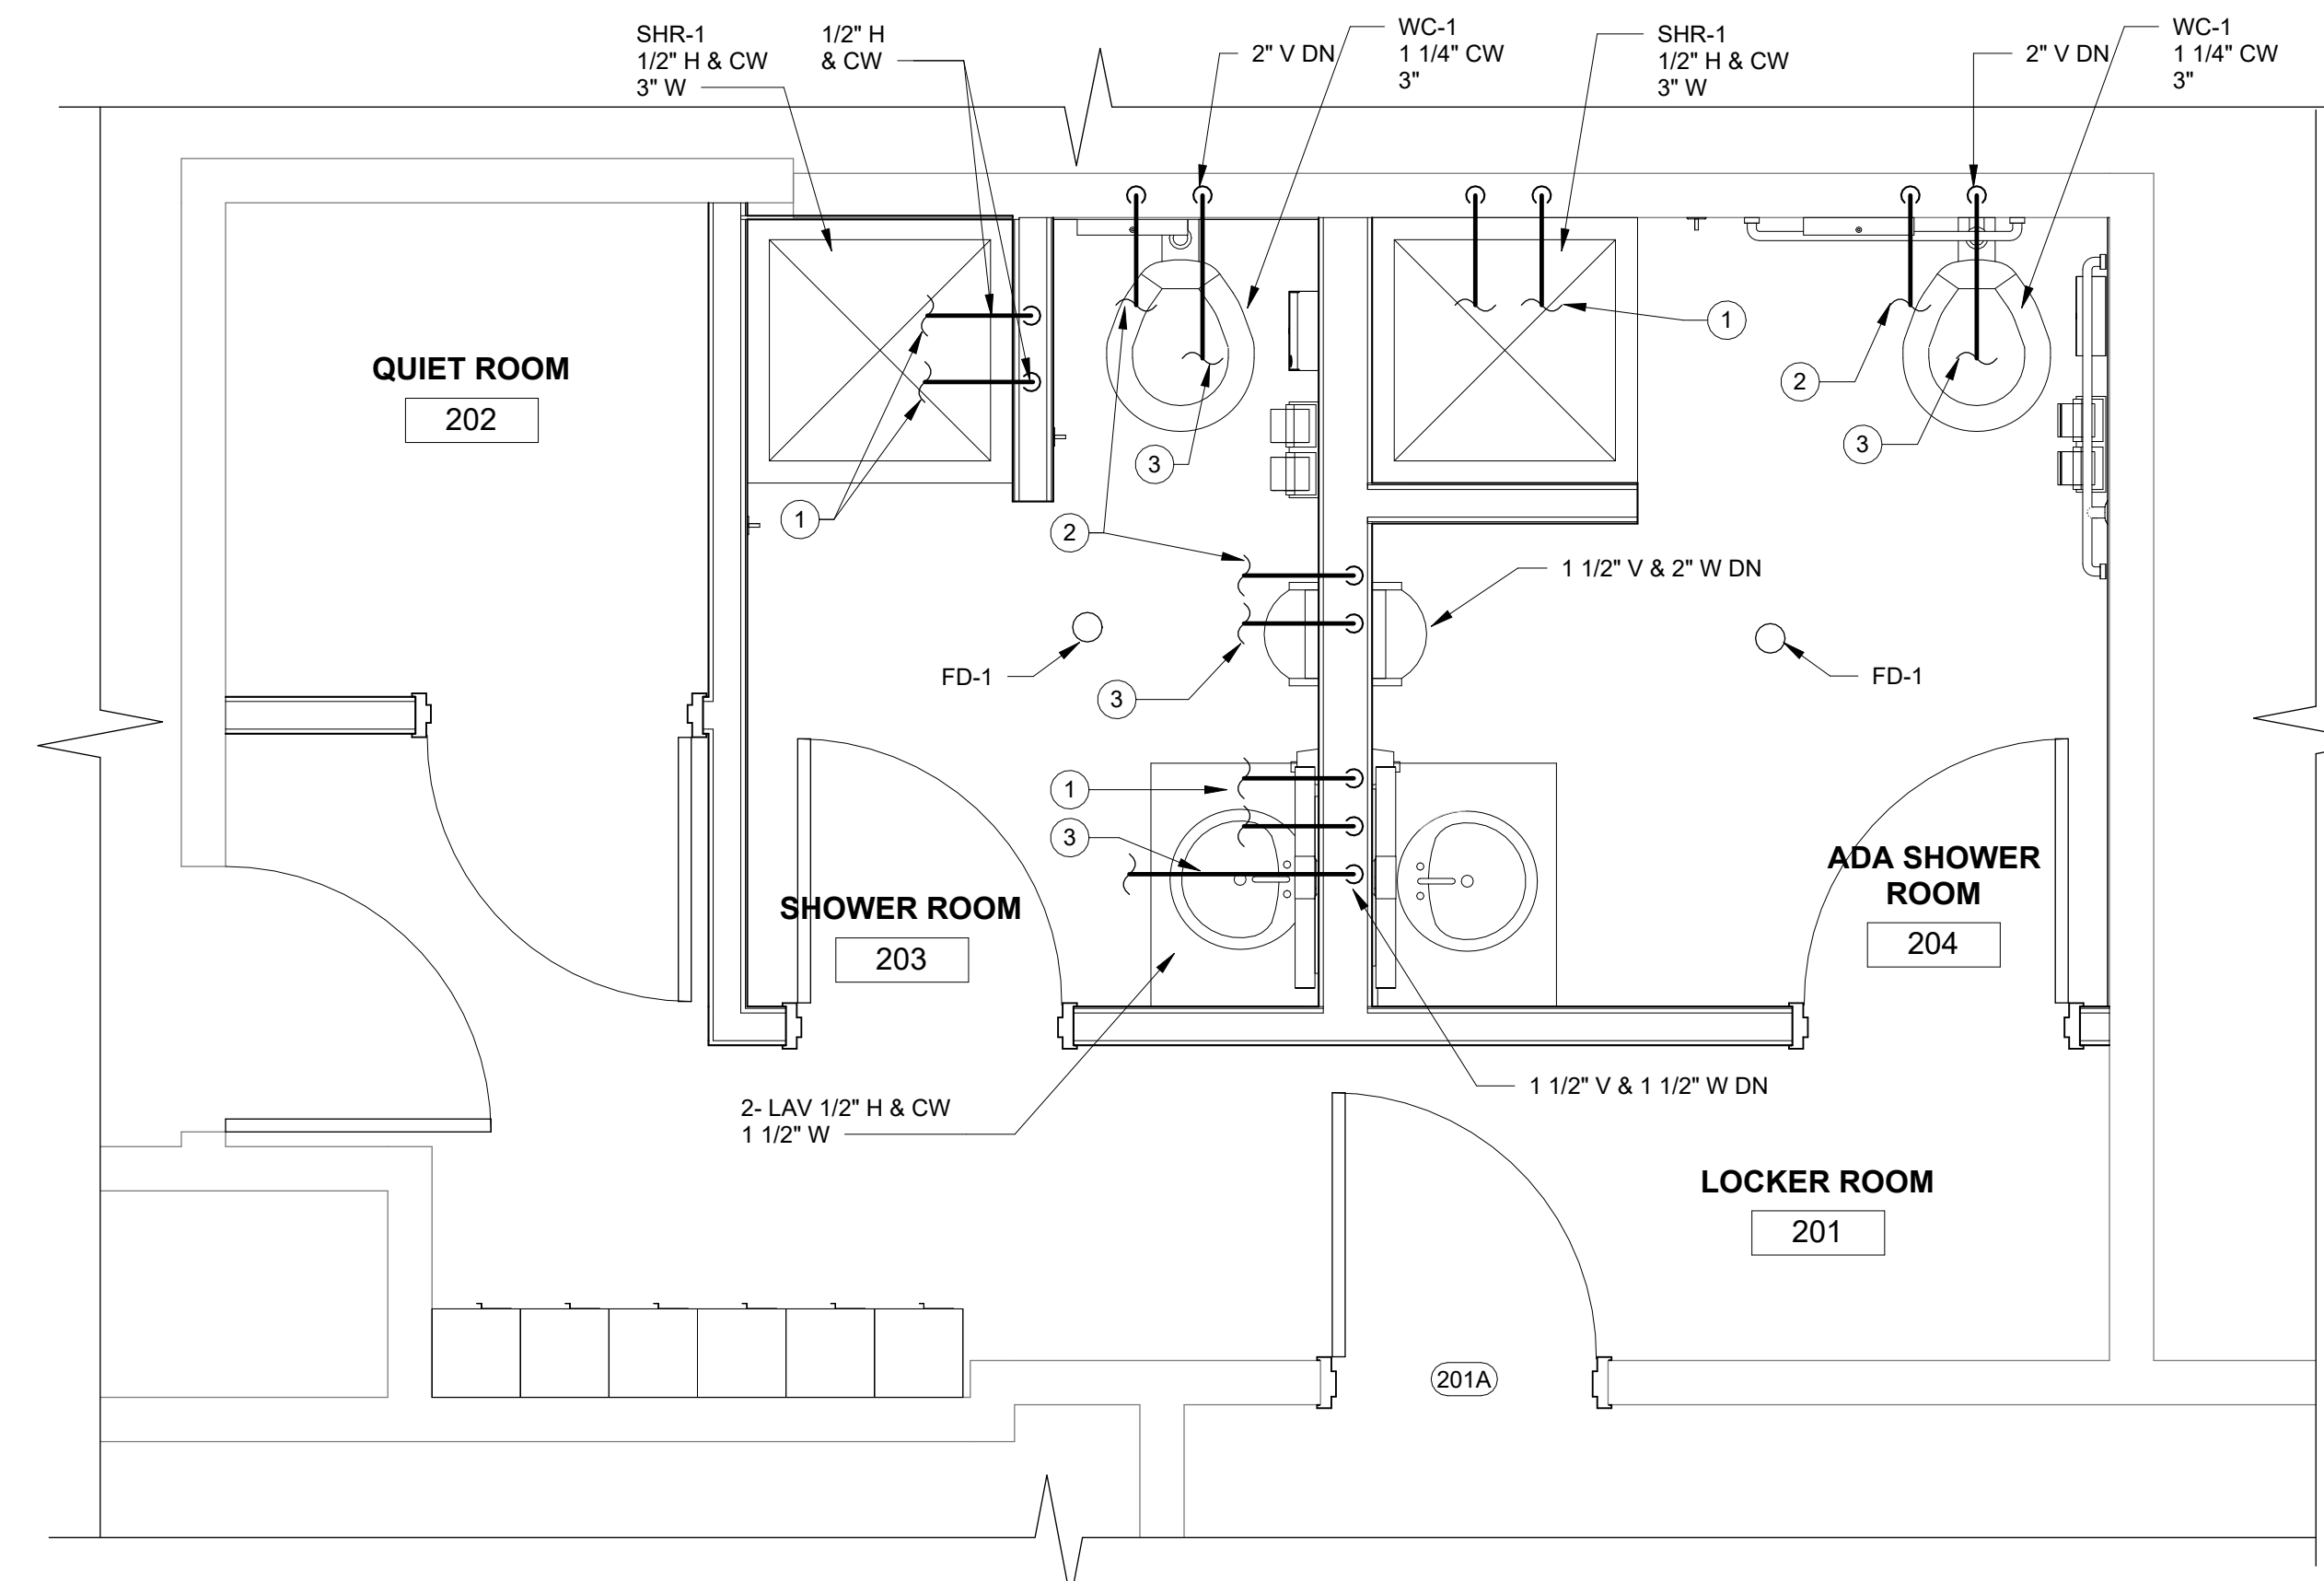 SHR-1
1/2" H & CW
3" W
1/2" H
& CW
2" V DN
WC-1
1 1/4" CW
3"
SHR-1
1/2" H & CW
3" W
2" V DN
WC-1
1 1/4" CW
3"
1
2
QUIET ROOM
202
3
3
1
2
1 1/2" V & 2" W DN
FD-1
3
FD-1
1
3
SHOWER ROOM
203
ADA SHOWER
ROOM
204
2- LAV 1/2" H & CW
1 1/2" W
1 1/2" V & 1 1/2" W DN
LOCKER ROOM
201
201A